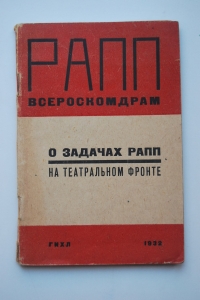 РАПП
ВСЕРОСКОМДРАМ
О ЗАДАЧАХ РАПП
НА ТЕАТРАЛЬНОМ ФРОНТЕ
ГИХЛ 1932